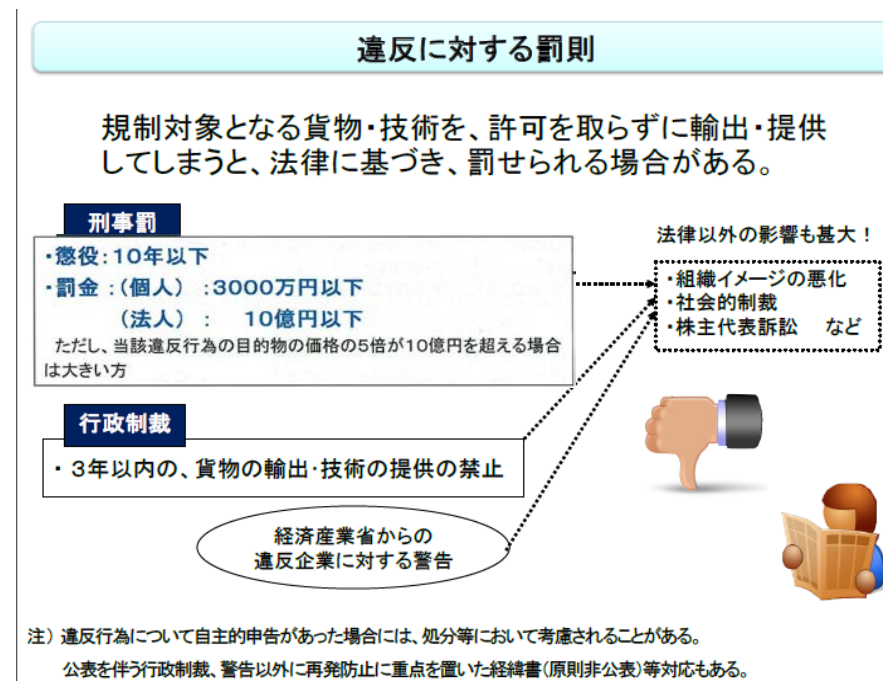 違反に対する罰則
規制対象となる貨物・技術を、許可を取らずに輸出・提供
してしまうと、法律に基づき、罰せられる場合がある。
刑事罰
・懲役:10年以下
・罰金:(個人) :3000万円以下
(法人) : 10億円以下
ただし、当該違反行為の目的物の価格の5倍が10億円を超える場合
は大きい方
法律以外の影響も甚大!
・組織イメージの悪化
・社会的制裁
・株主代表訴訟 など
行政制裁
・3年以内の、貨物の輸出・技術の提供の禁止
経済産業省からの
違反企業に対する警告
注) 違反行為について自主的申告があった場合には、処分等において考慮されることがある。
公表を伴う行政制裁、警告以外に再発防止に重点を置いた経緯書(原則非公表)等対応もある。